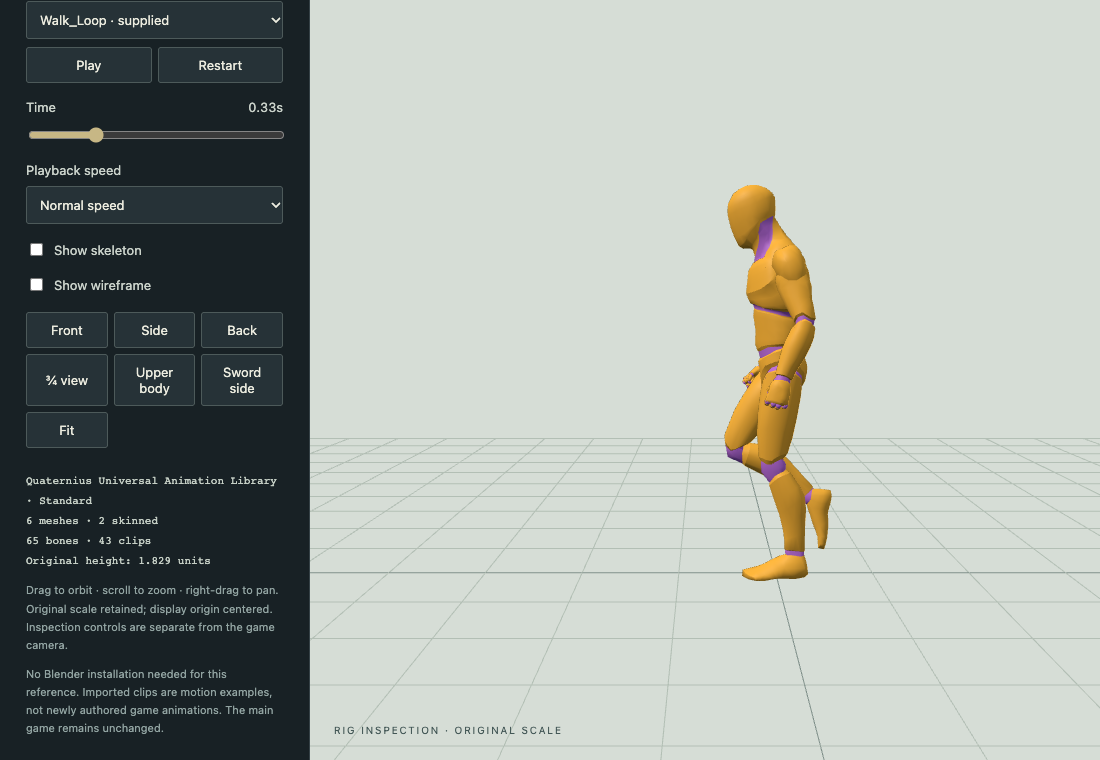 Walk_Loop · supplied
Play
Restart
Time
0.33s
Playback speed
Normal speed
Show skeleton
Show wireframe
Front
Side
Back
¾ view
Upper
body
Sword
side
Fit
Quaternius Universal Animation Library
· Standard
6 meshes · 2 skinned
65 bones · 43 clips
Original height: 1.829 units
Drag to orbit · scroll to zoom · right-drag to pan.
Original scale retained; display origin centered.
Inspection controls are separate from the game
camera.
No Blender installation needed for this
reference. Imported clips are motion examples,
not newly authored game animations. The main
game remains unchanged.
RIG INSPECTION · ORIGINAL SCALE